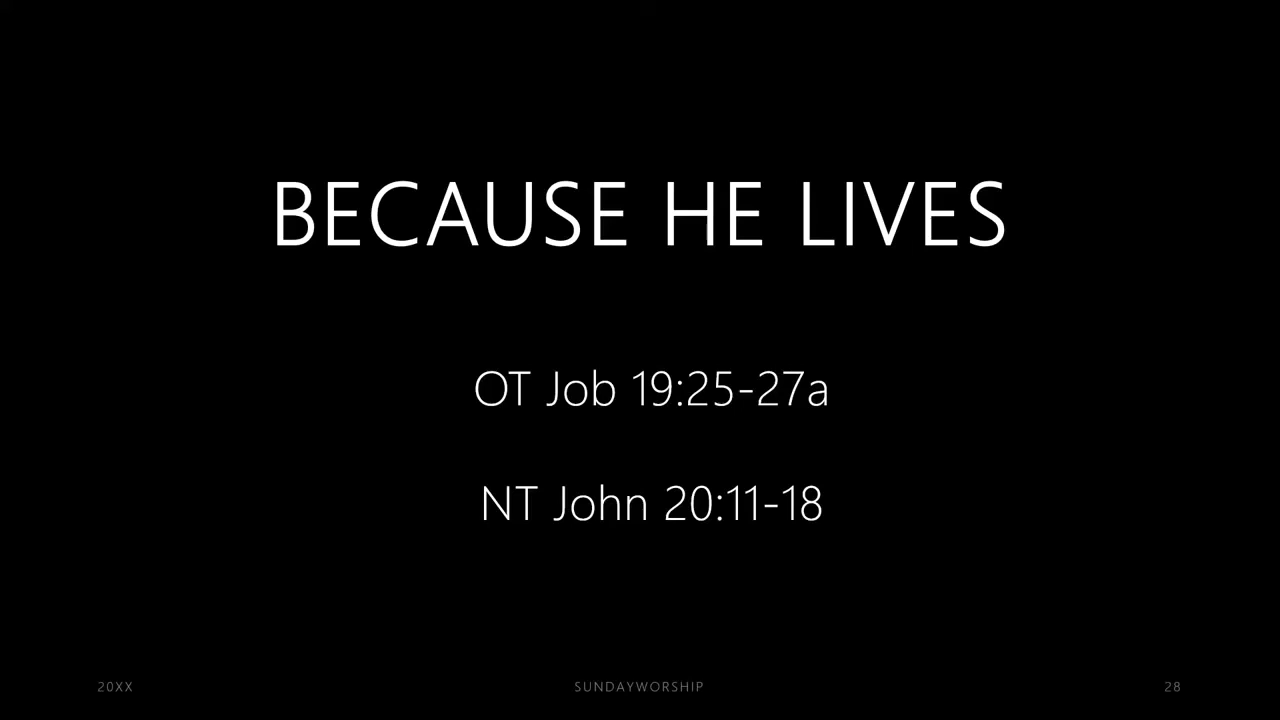 BECAUSE HE LIVES
OT Job 19:25-27a
NT John 20:11-18
20XX
SUNDAYWORSHIP
28